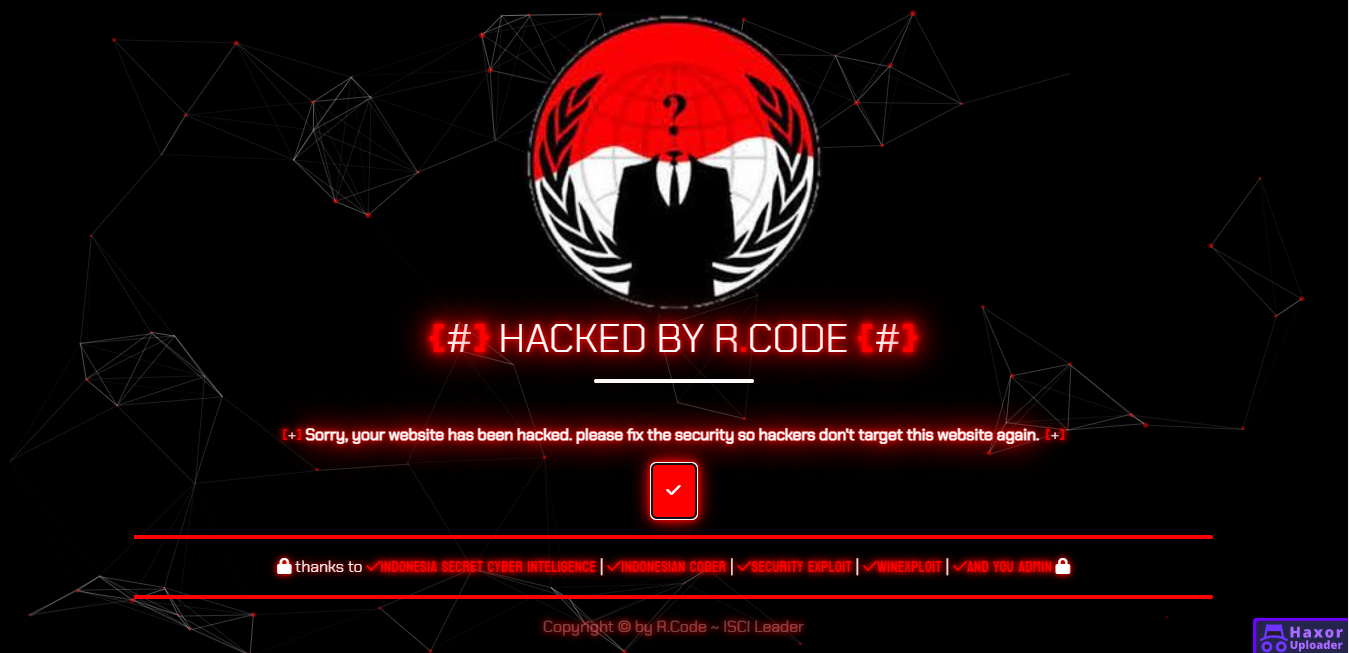 ?
{#} HACKED BY R.CODE {#}
[+] Sorry, your website has been hacked. please fix the security so hackers don't target this website again. [+]
thanks to ✓INDONESIA SECRET CYBER INTELIGENCE | ✓INDONESIAN CODER | ✓SECURITY EXPLOIT | ✓WINEXPLOIT | ✓AND YOU ADMIN
Copyright © by R.Code ~ ISCI Leader
Haxor
Uploader